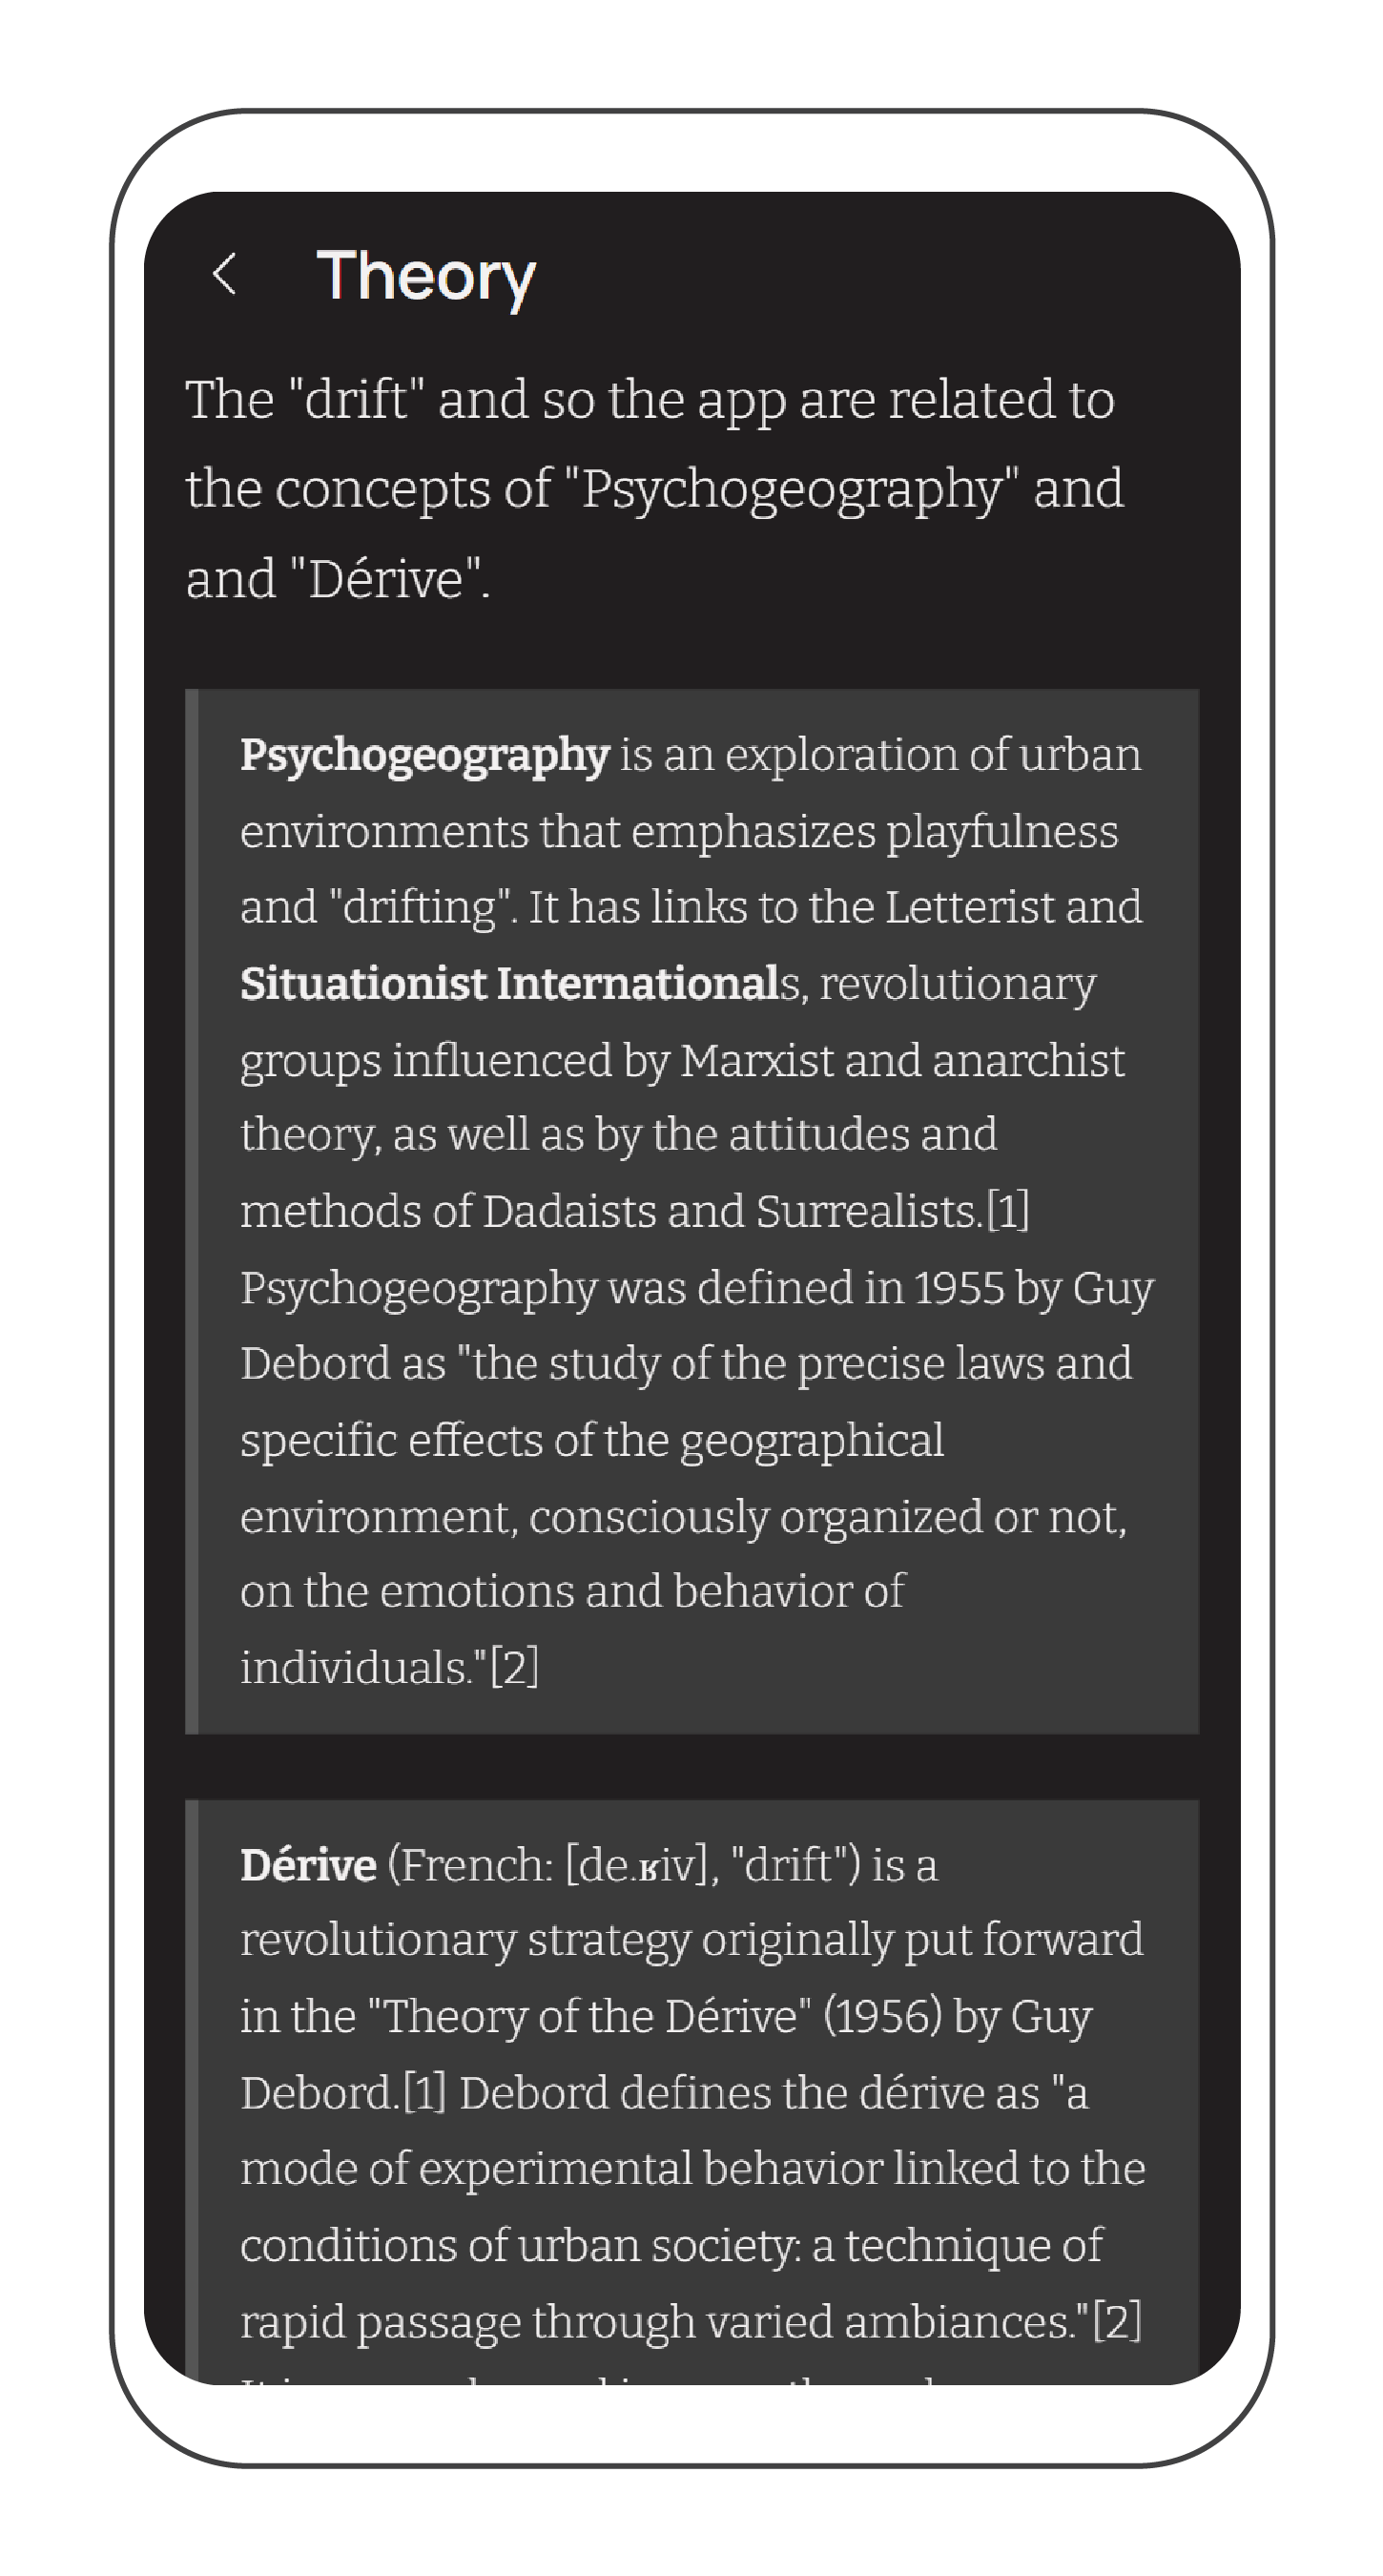 Theory
The "drift" and so the app are related to
the concepts of "Psychogeography" and
and "Dérive".
Psychogeography is an exploration of urban
environments that emphasizes playfulness
and "drifting". It has links to the Letterist and
Situationist Internationals, revolutionary
groups influenced by Marxist and anarchist
theory, as well as by the attitudes and
methods of Dadaists and Surrealists.[1]
Psychogeography was defined in 1955 by Guy
Debord as "the study of the precise laws and
specific effects of the geographical
environment, consciously organized or not,
on the emotions and behavior of
individuals."[2]
Dérive (French: [de.ʁiv], "drift") is a
revolutionary strategy originally put forward
in the "Theory of the Dérive" (1956) by Guy
Debord.[1] Debord defines the dérive as "a
mode of experimental behavior linked to the
conditions of urban society: a technique of
rapid passage through varied ambiances."[2]